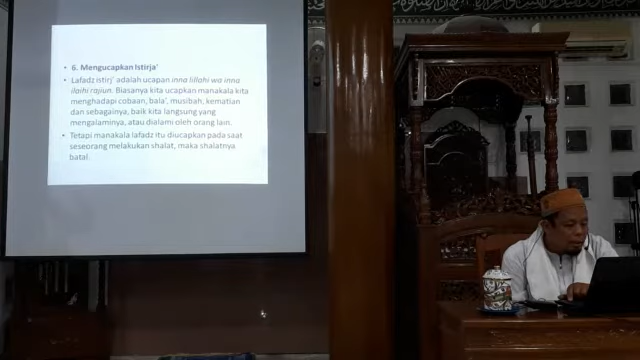 6. Mengucapkan Istirja'
Lafadz istirj' adalah ucapan inna lillahi wa inna
ilaihi rajiun. Biasanya kita ucapkan manakala kita
menghadapi cobaan, bala', musibah, kematian
dan sebagainya, baik kita langsung yang
mengalaminya, atau dialami oleh orang lain.
Tetapi manakala lafadz itu diucapkan pada saat
seseorang melakukan shalat, maka shalatnya
batal.